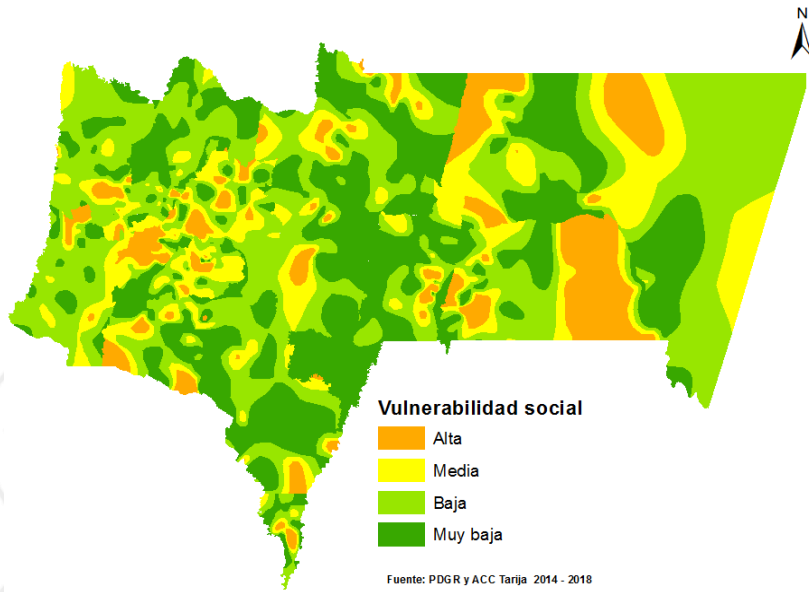 N
Vulnerabilidad social
Alta
Media
Baja
Muy baja
Fuente: PDGR y ACC Tarija 2014 - 2018